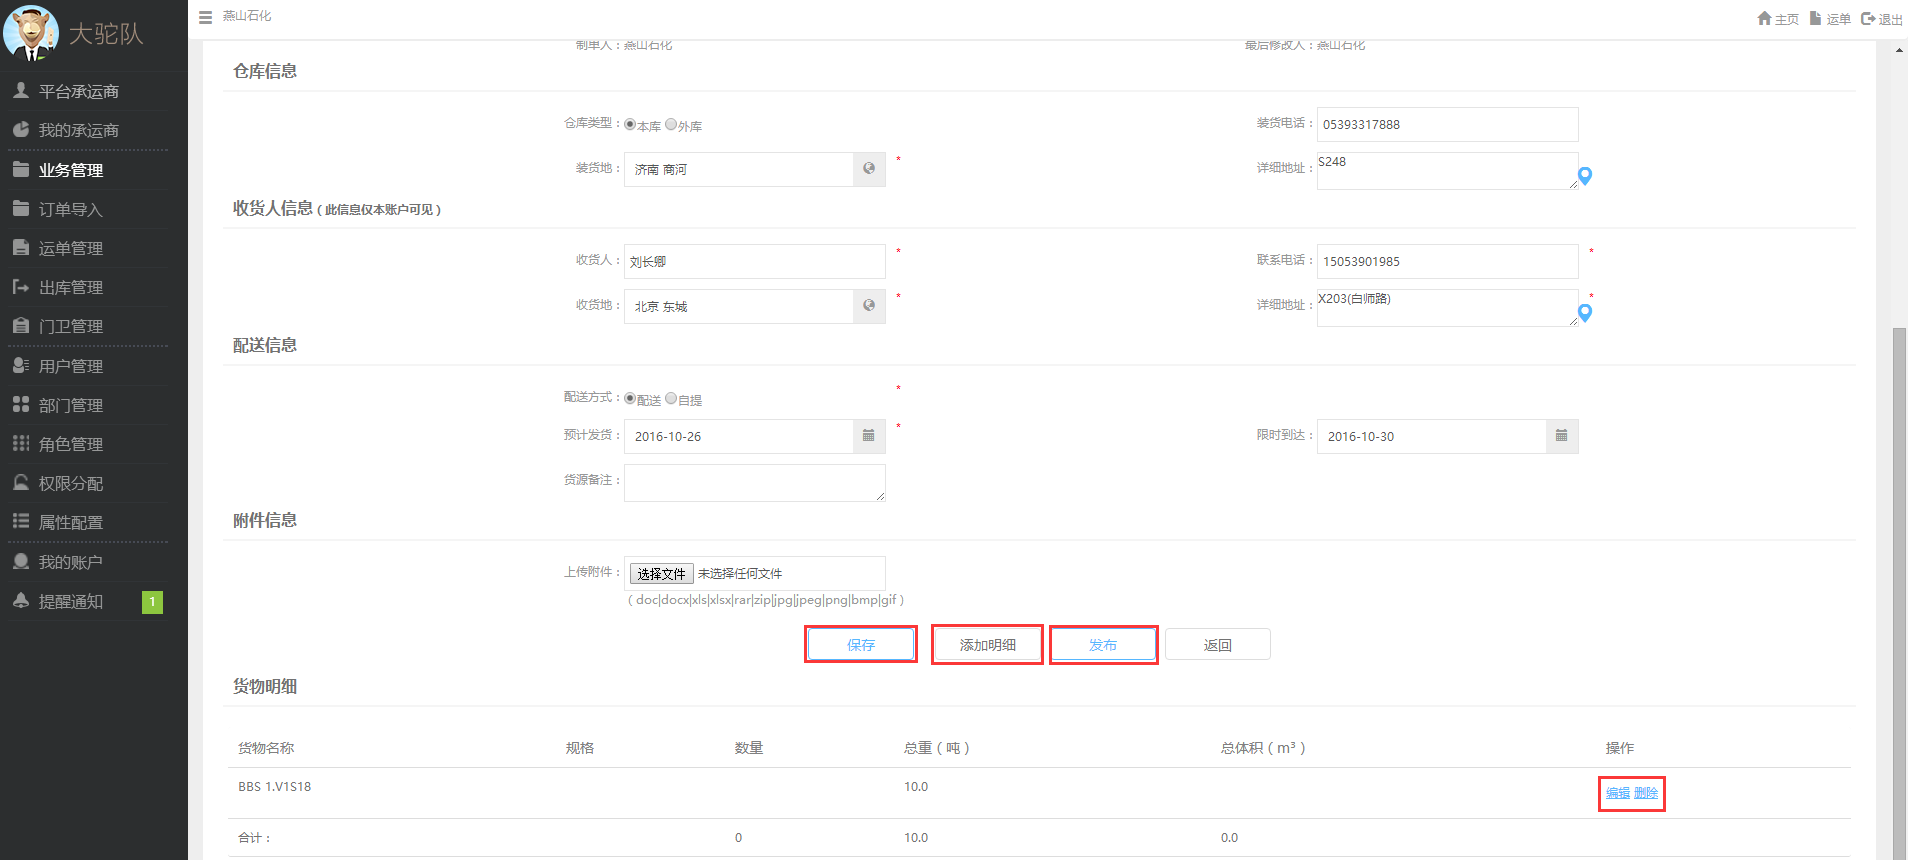 大驼队
燕山石化
主页 运单 退出
平台承运商
我的承运商
业务管理
订单导入
运单管理
出库管理
门卫管理
用户管理
部门管理
角色管理
权限分配
属性配置
我的账户
提醒通知 1
制单人：燕山石化 最后修改人：燕山石化
仓库信息
仓库类型：本库 外库 装货电话：05393317888
装货地：济南 商河 * 详细地址：S248
收货人信息（此信息仅本账户可见）
收货人：刘长卿 * 联系电话：15053901985 *
收货地：北京 东城 * 详细地址：X203(白师路) *
配送信息
配送方式：配送 自提 *
预计发货：2016-10-26 * 限时到达：2016-10-30
货源备注：
附件信息
上传附件：选择文件 未选择任何文件
（doc|docx|xls|xlsx|rar|zip|jpg|jpeg|png|bmp|gif）
保存 添加明细 发布 返回
货物明细
货物名称 规格 数量 总重（吨） 总体积（m³） 操作
BBS 1.V1S18 10.0 编辑 删除
合计： 0 10.0 0.0